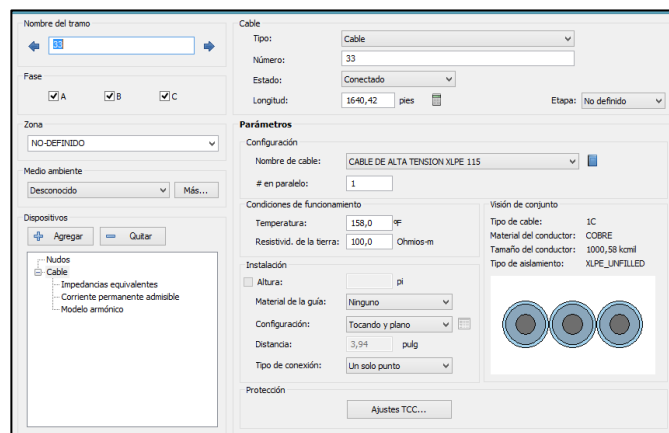 Nombre del tramo
33
Fase
A B C
Zona
NO-DEFINIDO
Medio ambiente
Desconocido Más...
Dispositivos
Agregar Quitar
Nudos
Cable
Impedancias equivalentes
Corriente permanente admisible
Modelo armónico
Cable
Tipo: Cable
Número: 33
Estado: Conectado
Longitud: 1640,42 pies Etapa: No definido
Parámetros
Configuración
Nombre de cable: CABLE DE ALTA TENSION XLPE 115
# en paralelo: 1
Condiciones de funcionamiento
Temperatura: 158,0 ºF
Resistivid. de la tierra: 100,0 Ohmios-m
Instalación
Altura: pi
Material de la guía: Ninguno
Configuración: Tocando y plano
Distancia: 3,94 pulg
Tipo de conexión: Un solo punto
Visión de conjunto
Tipo de cable: 1C
Material del conductor: COBRE
Tamaño del conductor: 1000,58 kcmil
Tipo de aislamiento: XLPE_UNFILLED
Protección
Ajustes TCC...